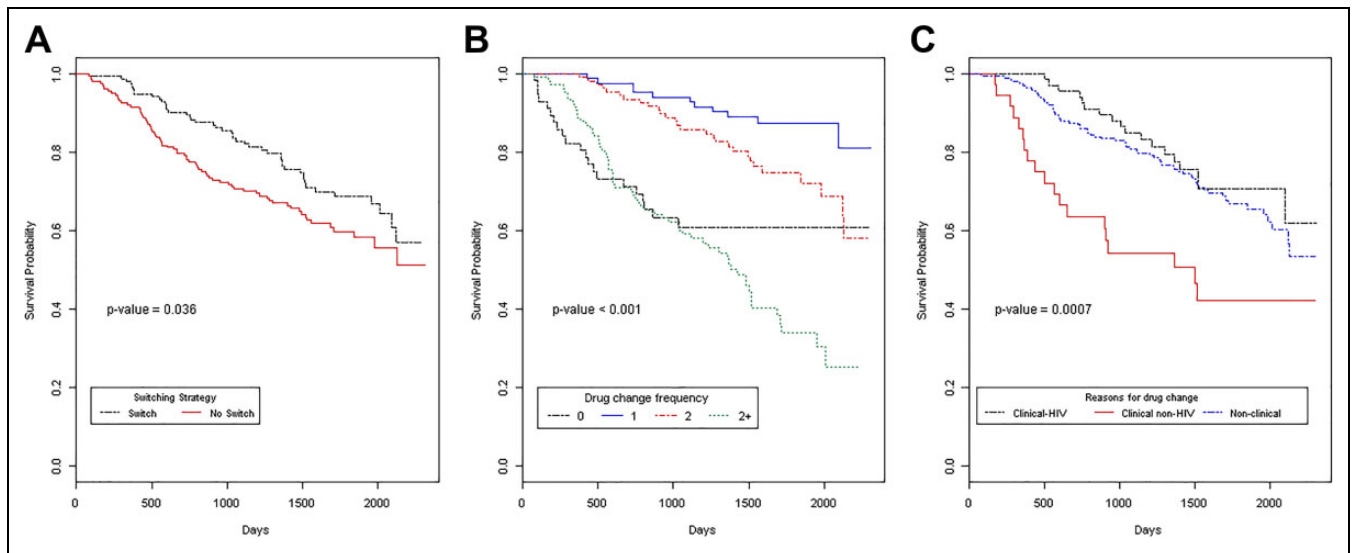 A
Survival Probability
0.0
0.2
0.4
0.6
0.8
1.0
p-value = 0.036
Switching Strategy
Switch No Switch
0 500 1000 1500 2000
Days
B
Survival Probability
0.0
0.2
0.4
0.6
0.8
1.0
p-value < 0.001
Drug change frequency
0 1 2 2+
0 500 1000 1500 2000
Days
C
Survival Probability
0.0
0.2
0.4
0.6
0.8
1.0
p-value = 0.0007
Reasons for drug change
Clinical-HIV Clinical non-HIV Non-clinical
0 500 1000 1500 2000
Days